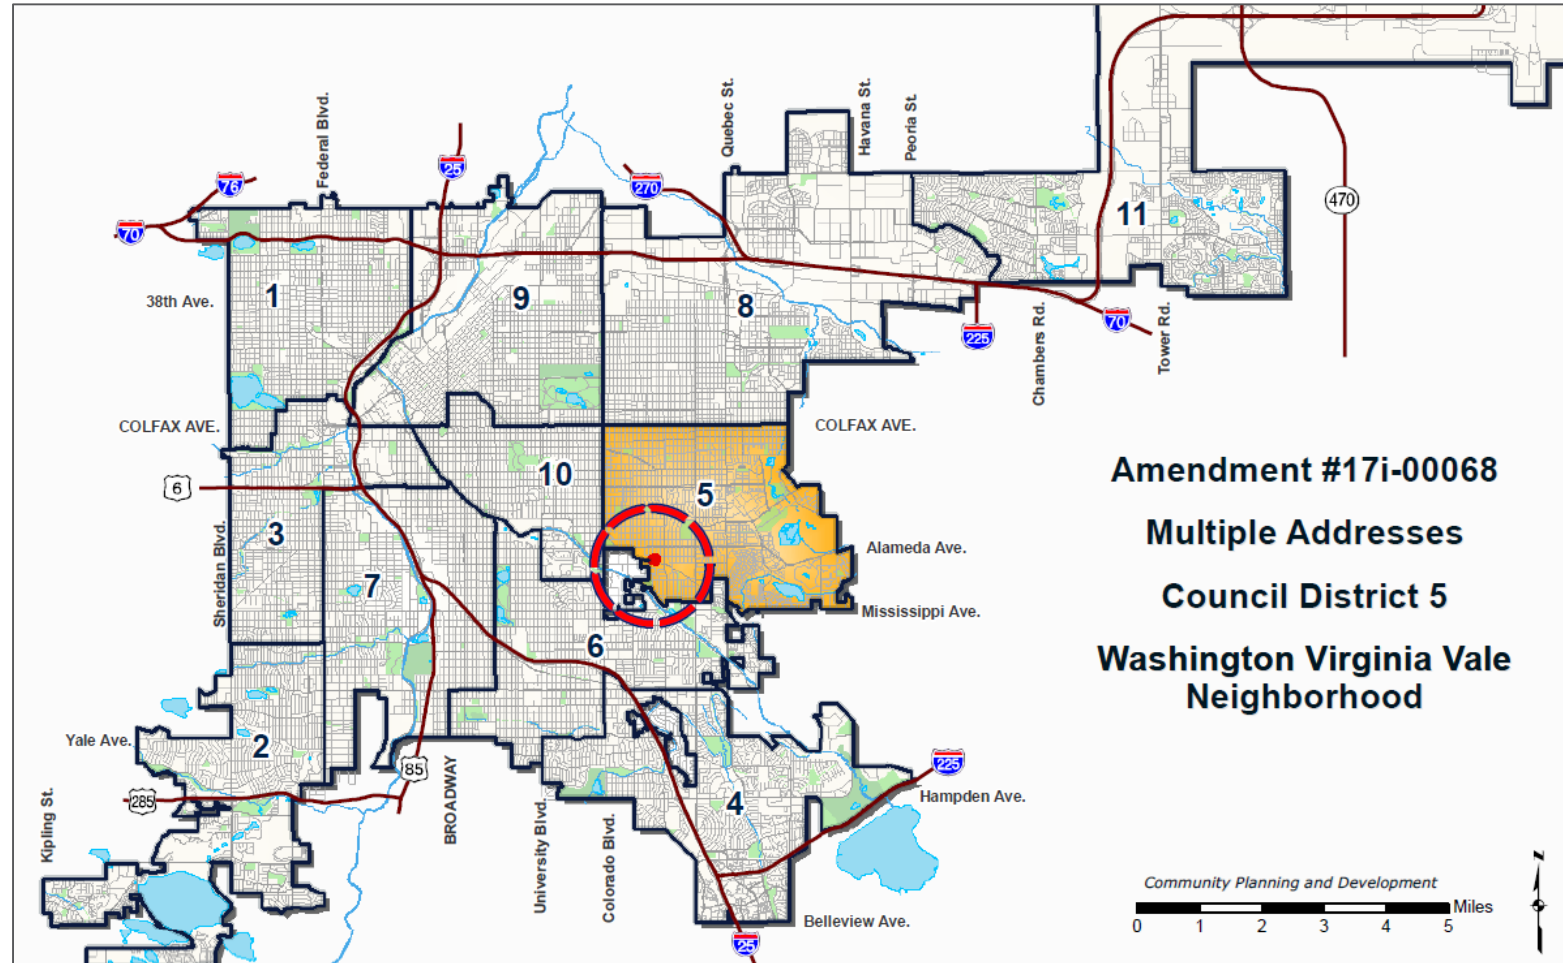 Federal Blvd.
Quebec St.
Havana St.
Peoria St.
76
25
270
70
470
11
38th Ave.
1
9
8
225
Chambers Rd.
70
Tower Rd.
COLFAX AVE.
COLFAX AVE.
6
10
5
Sheridan Blvd.
3
7
6
Alameda Ave.
Mississippi Ave.
Amendment #17i-00068
Multiple Addresses
Council District 5
Washington Virginia Vale
Neighborhood
Yale Ave.
2
85
285
Kipling St.
BROADWAY
University Blvd.
Colorado Blvd.
4
225
Hampden Ave.
Belleview Ave.
25
Community Planning and Development
Miles
0 1 2 3 4 5
N